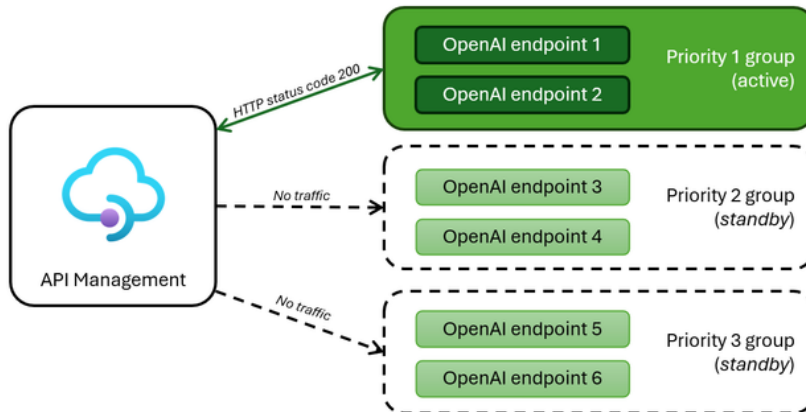 OpenAI endpoint 1
OpenAI endpoint 2
Priority 1 group
(active)
HTTP status code 200
API Management
No traffic
OpenAI endpoint 3
OpenAI endpoint 4
Priority 2 group
(standby)
No traffic
OpenAI endpoint 5
OpenAI endpoint 6
Priority 3 group
(standby)